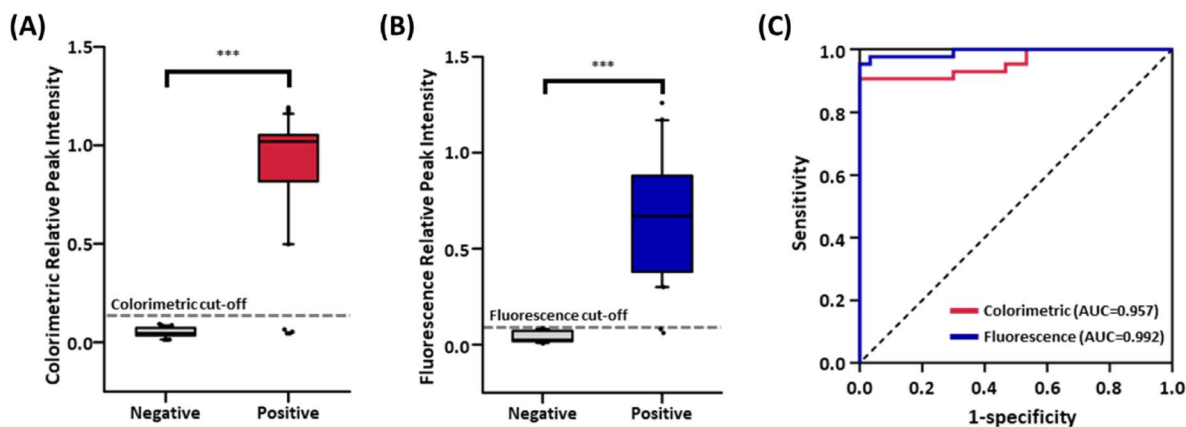 (A)
Colorimetric Relative Peak Intensity
1.5
1.0
0.5
0.0
***
Colorimetric cut-off
Negative
Positive
(B)
Fluorescence Relative Peak Intensity
1.5
1.0
0.5
0.0
***
Fluorescence cut-off
Negative
Positive
(C)
Sensitivity
1.0
0.8
0.6
0.4
0.2
0.0
Colorimetric (AUC=0.957)
Fluorescence (AUC=0.992)
0.0
0.2
0.4
0.6
0.8
1.0
1-specificity